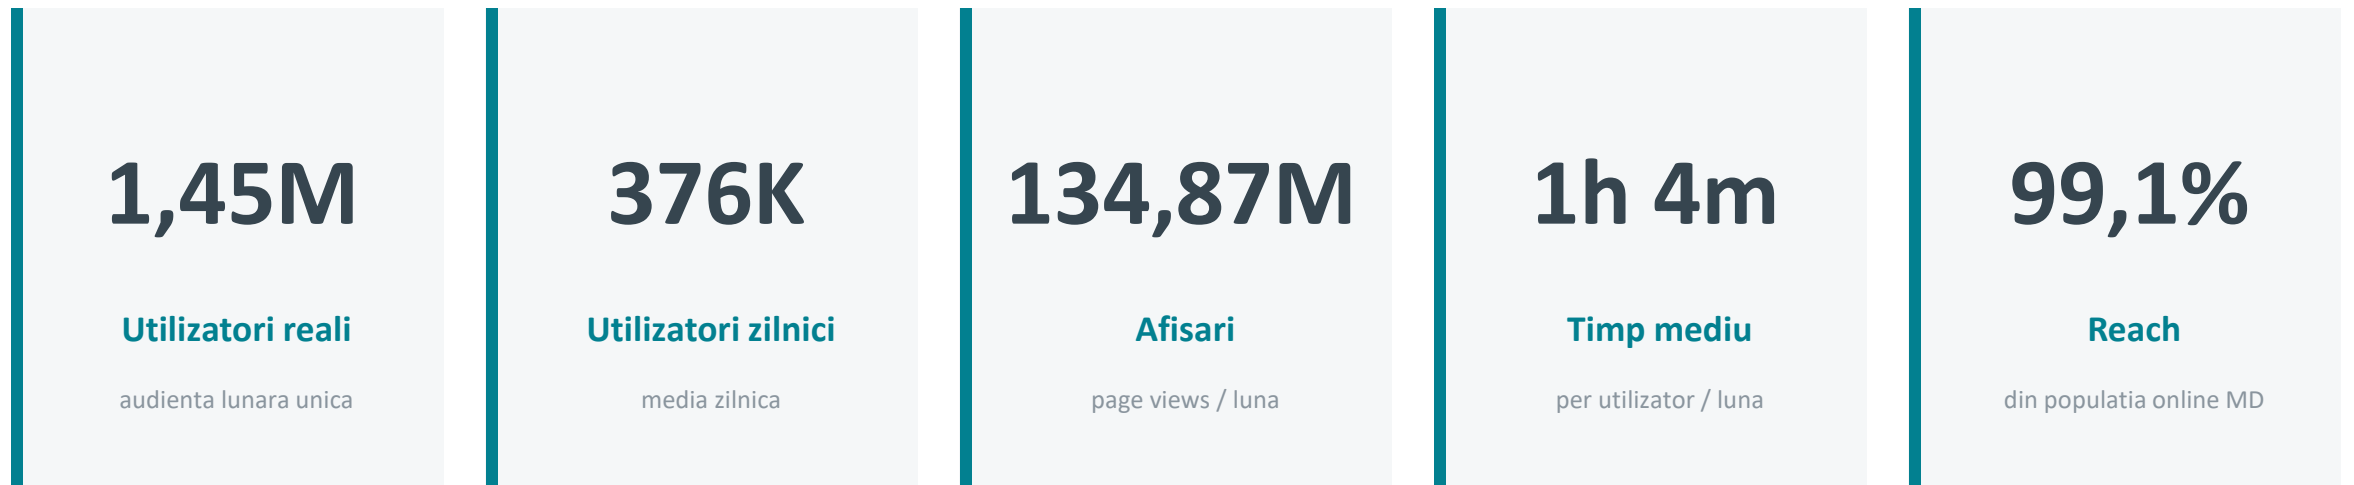 1,45M
Utilizatori reali
audienta lunara unica
376K
Utilizatori zilnici
media zilnica
134,87M
Afisari
page views / luna
1h 4m
Timp mediu
per utilizator / luna
99,1%
Reach
din populatia online MD